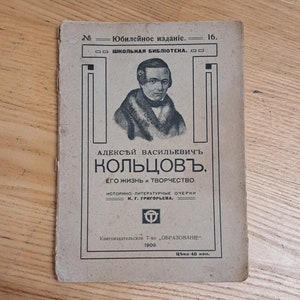 № Юбилейное изданіе. 16.
ШКОЛЬНАЯ БИБЛІОТЕКА.
АЛЕКСѢЙ ВАСИЛЬЕВИЧЪ
КОЛЬЦОВЪ.
ЕГО ЖИЗНЬ и ТВОРЧЕСТВО.
ИСТОРИКО-ЛИТЕРАТУРНЫЕ ОЧЕРКИ
Н. Г. ГРИГОРЬЕВА.
Книгоиздательское Т-во „ОБРАЗОВАНІЕ“
1909.
Цѣна 40 коп.